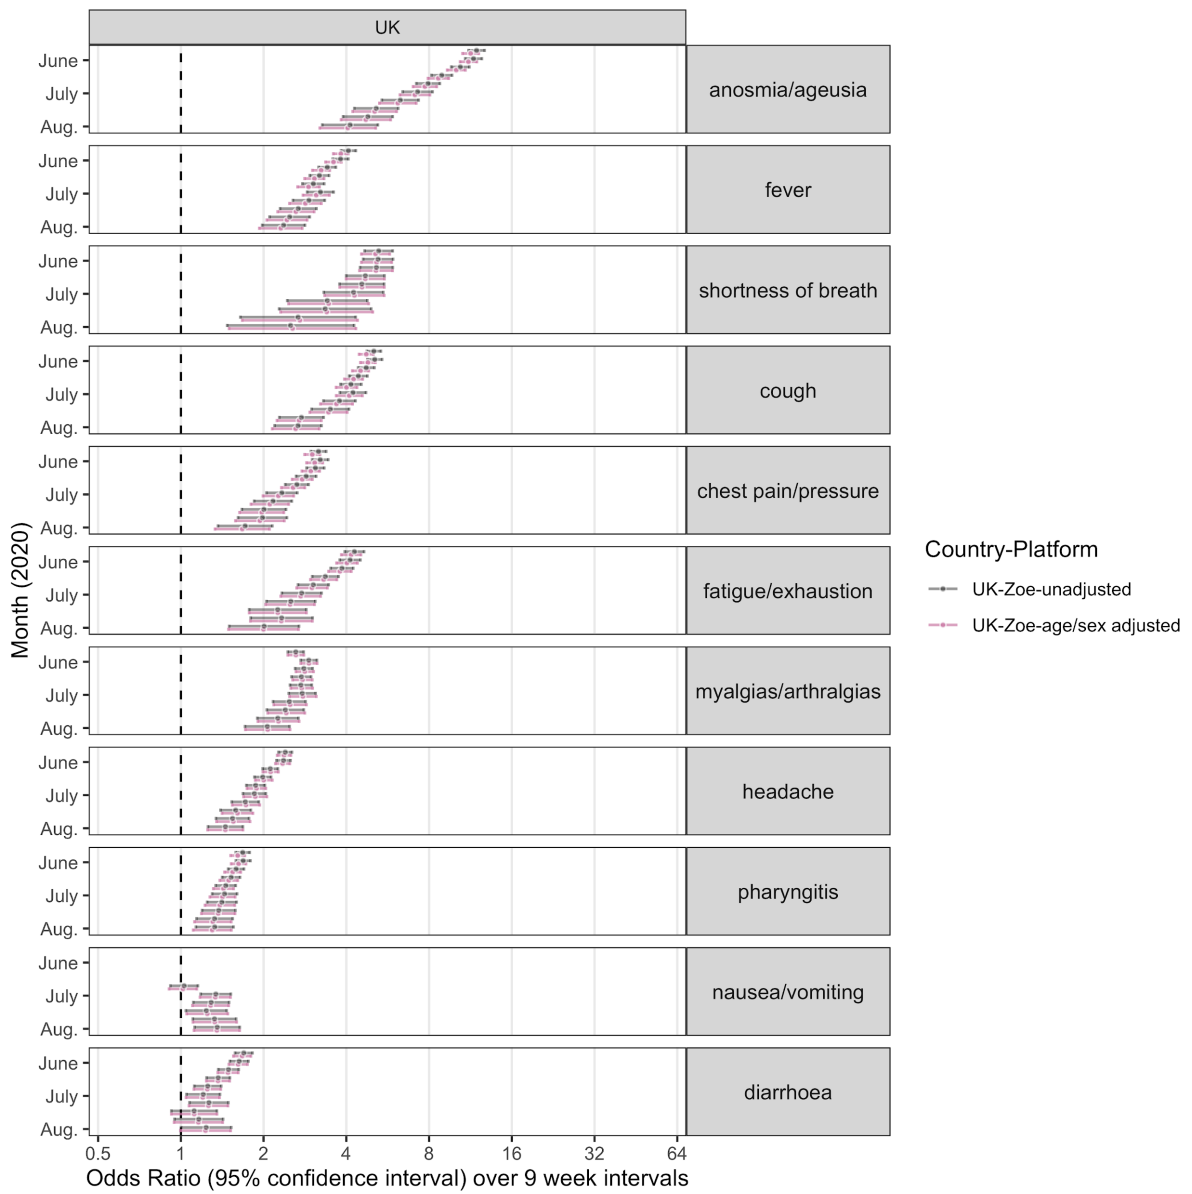 UK
June
July
Aug.
anosmia/ageusia
June
July
Aug.
fever
June
July
Aug.
shortness of breath
June
July
Aug.
cough
June
July
Aug.
chest pain/pressure
June
July
Aug.
fatigue/exhaustion
June
July
Aug.
myalgias/arthralgias
June
July
Aug.
headache
June
July
Aug.
pharyngitis
June
July
Aug.
nausea/vomiting
June
July
Aug.
diarrhoea
0.5 1 2 4 8 16 32 64
Odds Ratio (95% confidence interval) over 9 week intervals
Month (2020)
Country-Platform
UK-Zoe-unadjusted
UK-Zoe-age/sex adjusted